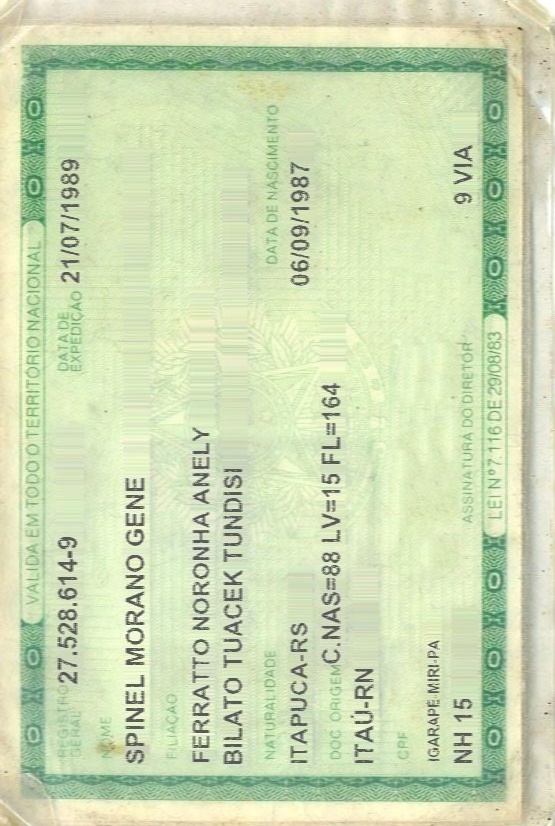 VALIDA EM TODO O TERRITÓRIO NACIONAL
REGISTRO GERAL 27.528.614-9 DATA DE EXPEDIÇÃO 21/07/1989
NOME
SPINEL MORANO GENE
FILIAÇÃO
FERRATTO NORONHA ANELY
BILATO TUACEK TUNDISI
NATURALIDADE DATA DE NASCIMENTO
ITAPUCA-RS 06/09/1987
DOC ORIGEM C.NAS=88 LV=15 FL=164
ITAÚ-RN
CPF
IGARAPE-MIRI-PA
NH 15 9 VIA
ASSINATURA DO DIRETOR
LEI Nº 7.116 DE 29/08/83